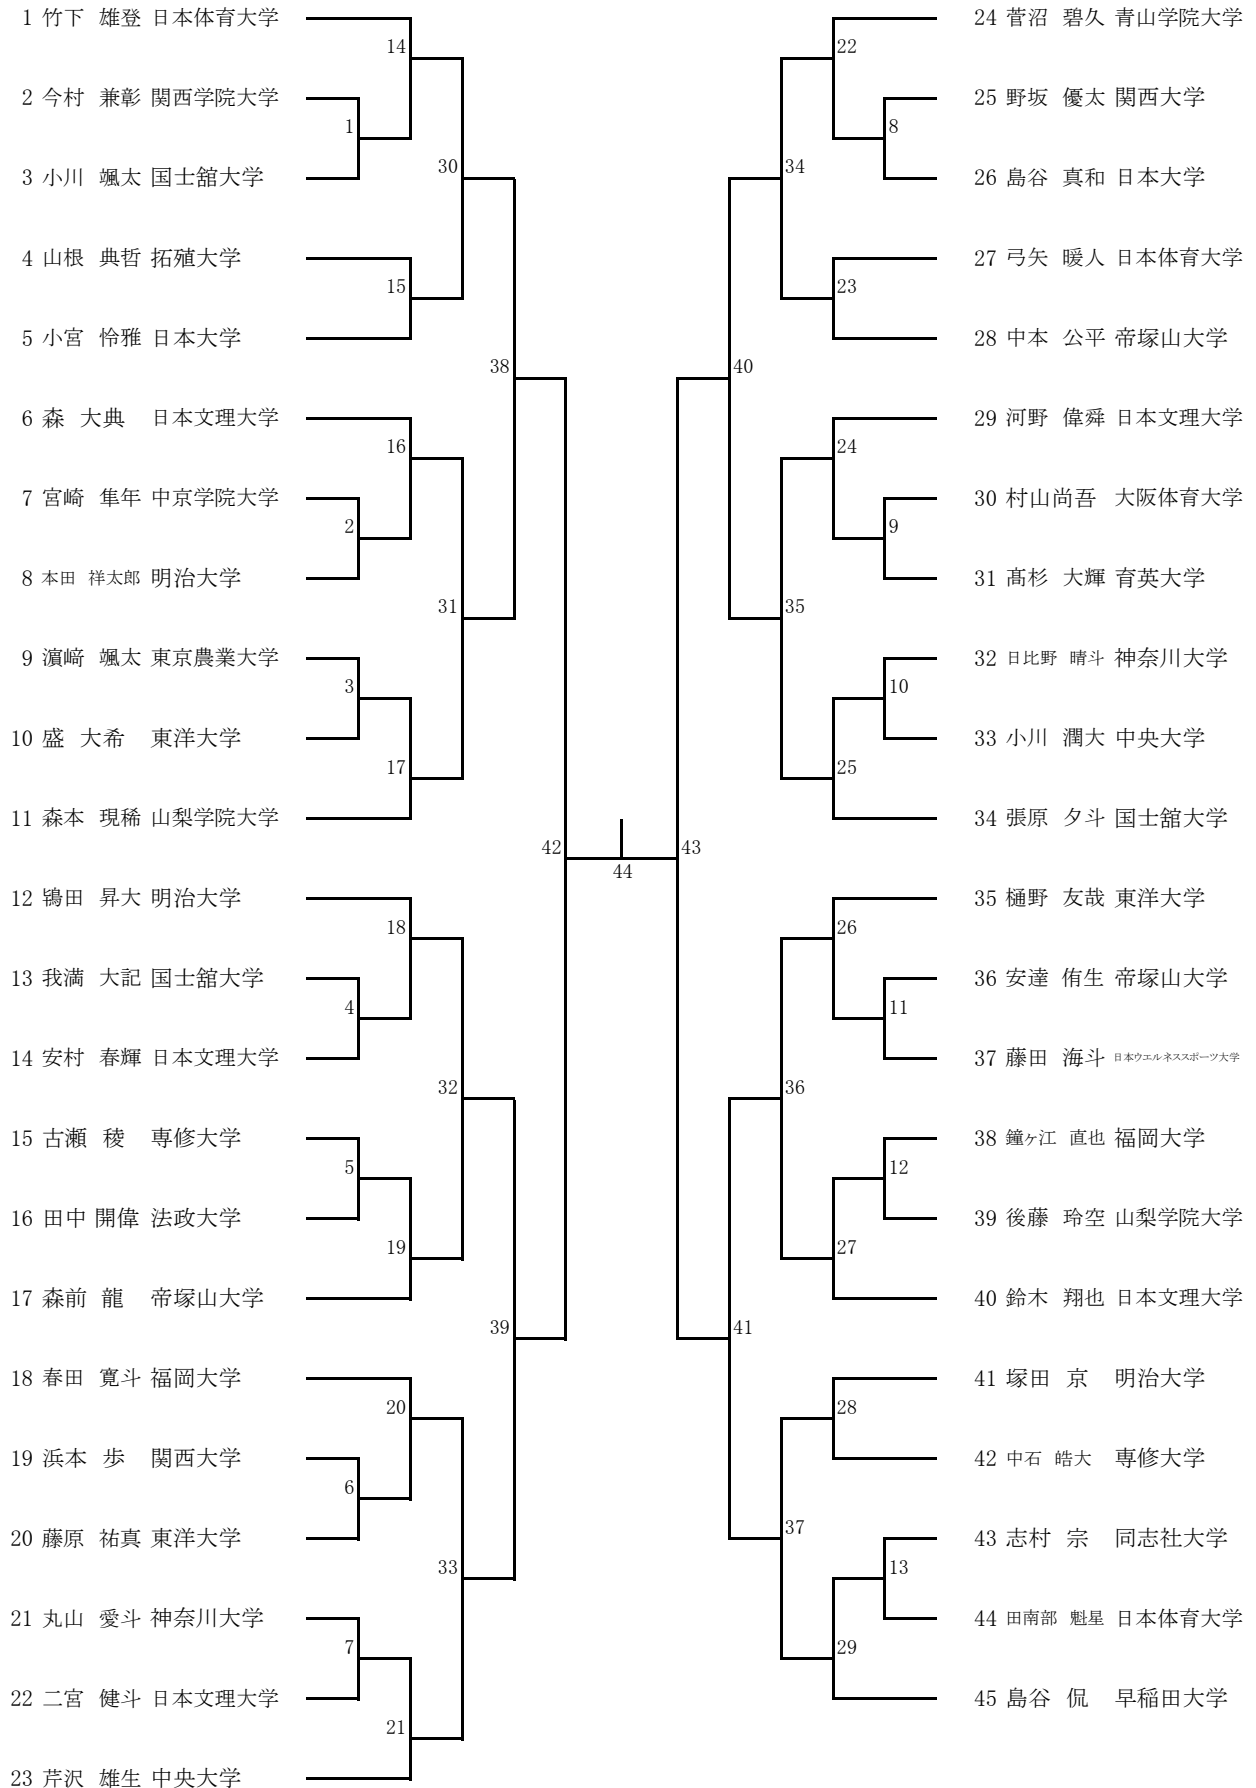 1 竹下 雄登 日本体育大学
14
2 今村 兼彰 関西学院大学
1
3 小川 颯太 国士舘大学
30
4 山根 典哲 拓殖大学
15
5 小宮 怜雅 日本大学
38
6 森 大典 日本文理大学
16
7 宮崎 隼年 中京学院大学
2
8 本田 祥太郎 明治大学
31
9 濵﨑 颯太 東京農業大学
3
10 盛 大希 東洋大学
17
11 森本 現稀 山梨学院大学
42
12 鴇田 昇大 明治大学
18
13 我満 大記 国士舘大学
4
14 安村 春輝 日本文理大学
32
15 古瀬 稜 専修大学
5
16 田中 開偉 法政大学
19
17 森前 龍 帝塚山大学
39
18 春田 寛斗 福岡大学
20
19 浜本 歩 関西大学
6
20 藤原 祐真 東洋大学
33
21 丸山 愛斗 神奈川大学
7
22 二宮 健斗 日本文理大学
21
23 芹沢 雄生 中央大学
44
24 菅沼 碧久 青山学院大学
22
25 野坂 優太 関西大学
8
26 島谷 真和 日本大学
34
27 弓矢 暖人 日本体育大学
23
28 中本 公平 帝塚山大学
40
29 河野 偉舜 日本文理大学
24
30 村山尚吾 大阪体育大学
9
31 髙杉 大輝 育英大学
35
32 日比野 晴斗 神奈川大学
10
33 小川 潤大 中央大学
25
34 張原 夕斗 国士舘大学
43
35 樋野 友哉 東洋大学
26
36 安達 侑生 帝塚山大学
11
37 藤田 海斗 日本ウエルネススポーツ大学
36
38 鐘ヶ江 直也 福岡大学
12
39 後藤 玲空 山梨学院大学
27
40 鈴木 翔也 日本文理大学
41
41 塚田 京 明治大学
28
42 中石 皓大 専修大学
37
43 志村 宗 同志社大学
13
44 田南部 魁星 日本体育大学
29
45 島谷 侃 早稲田大学